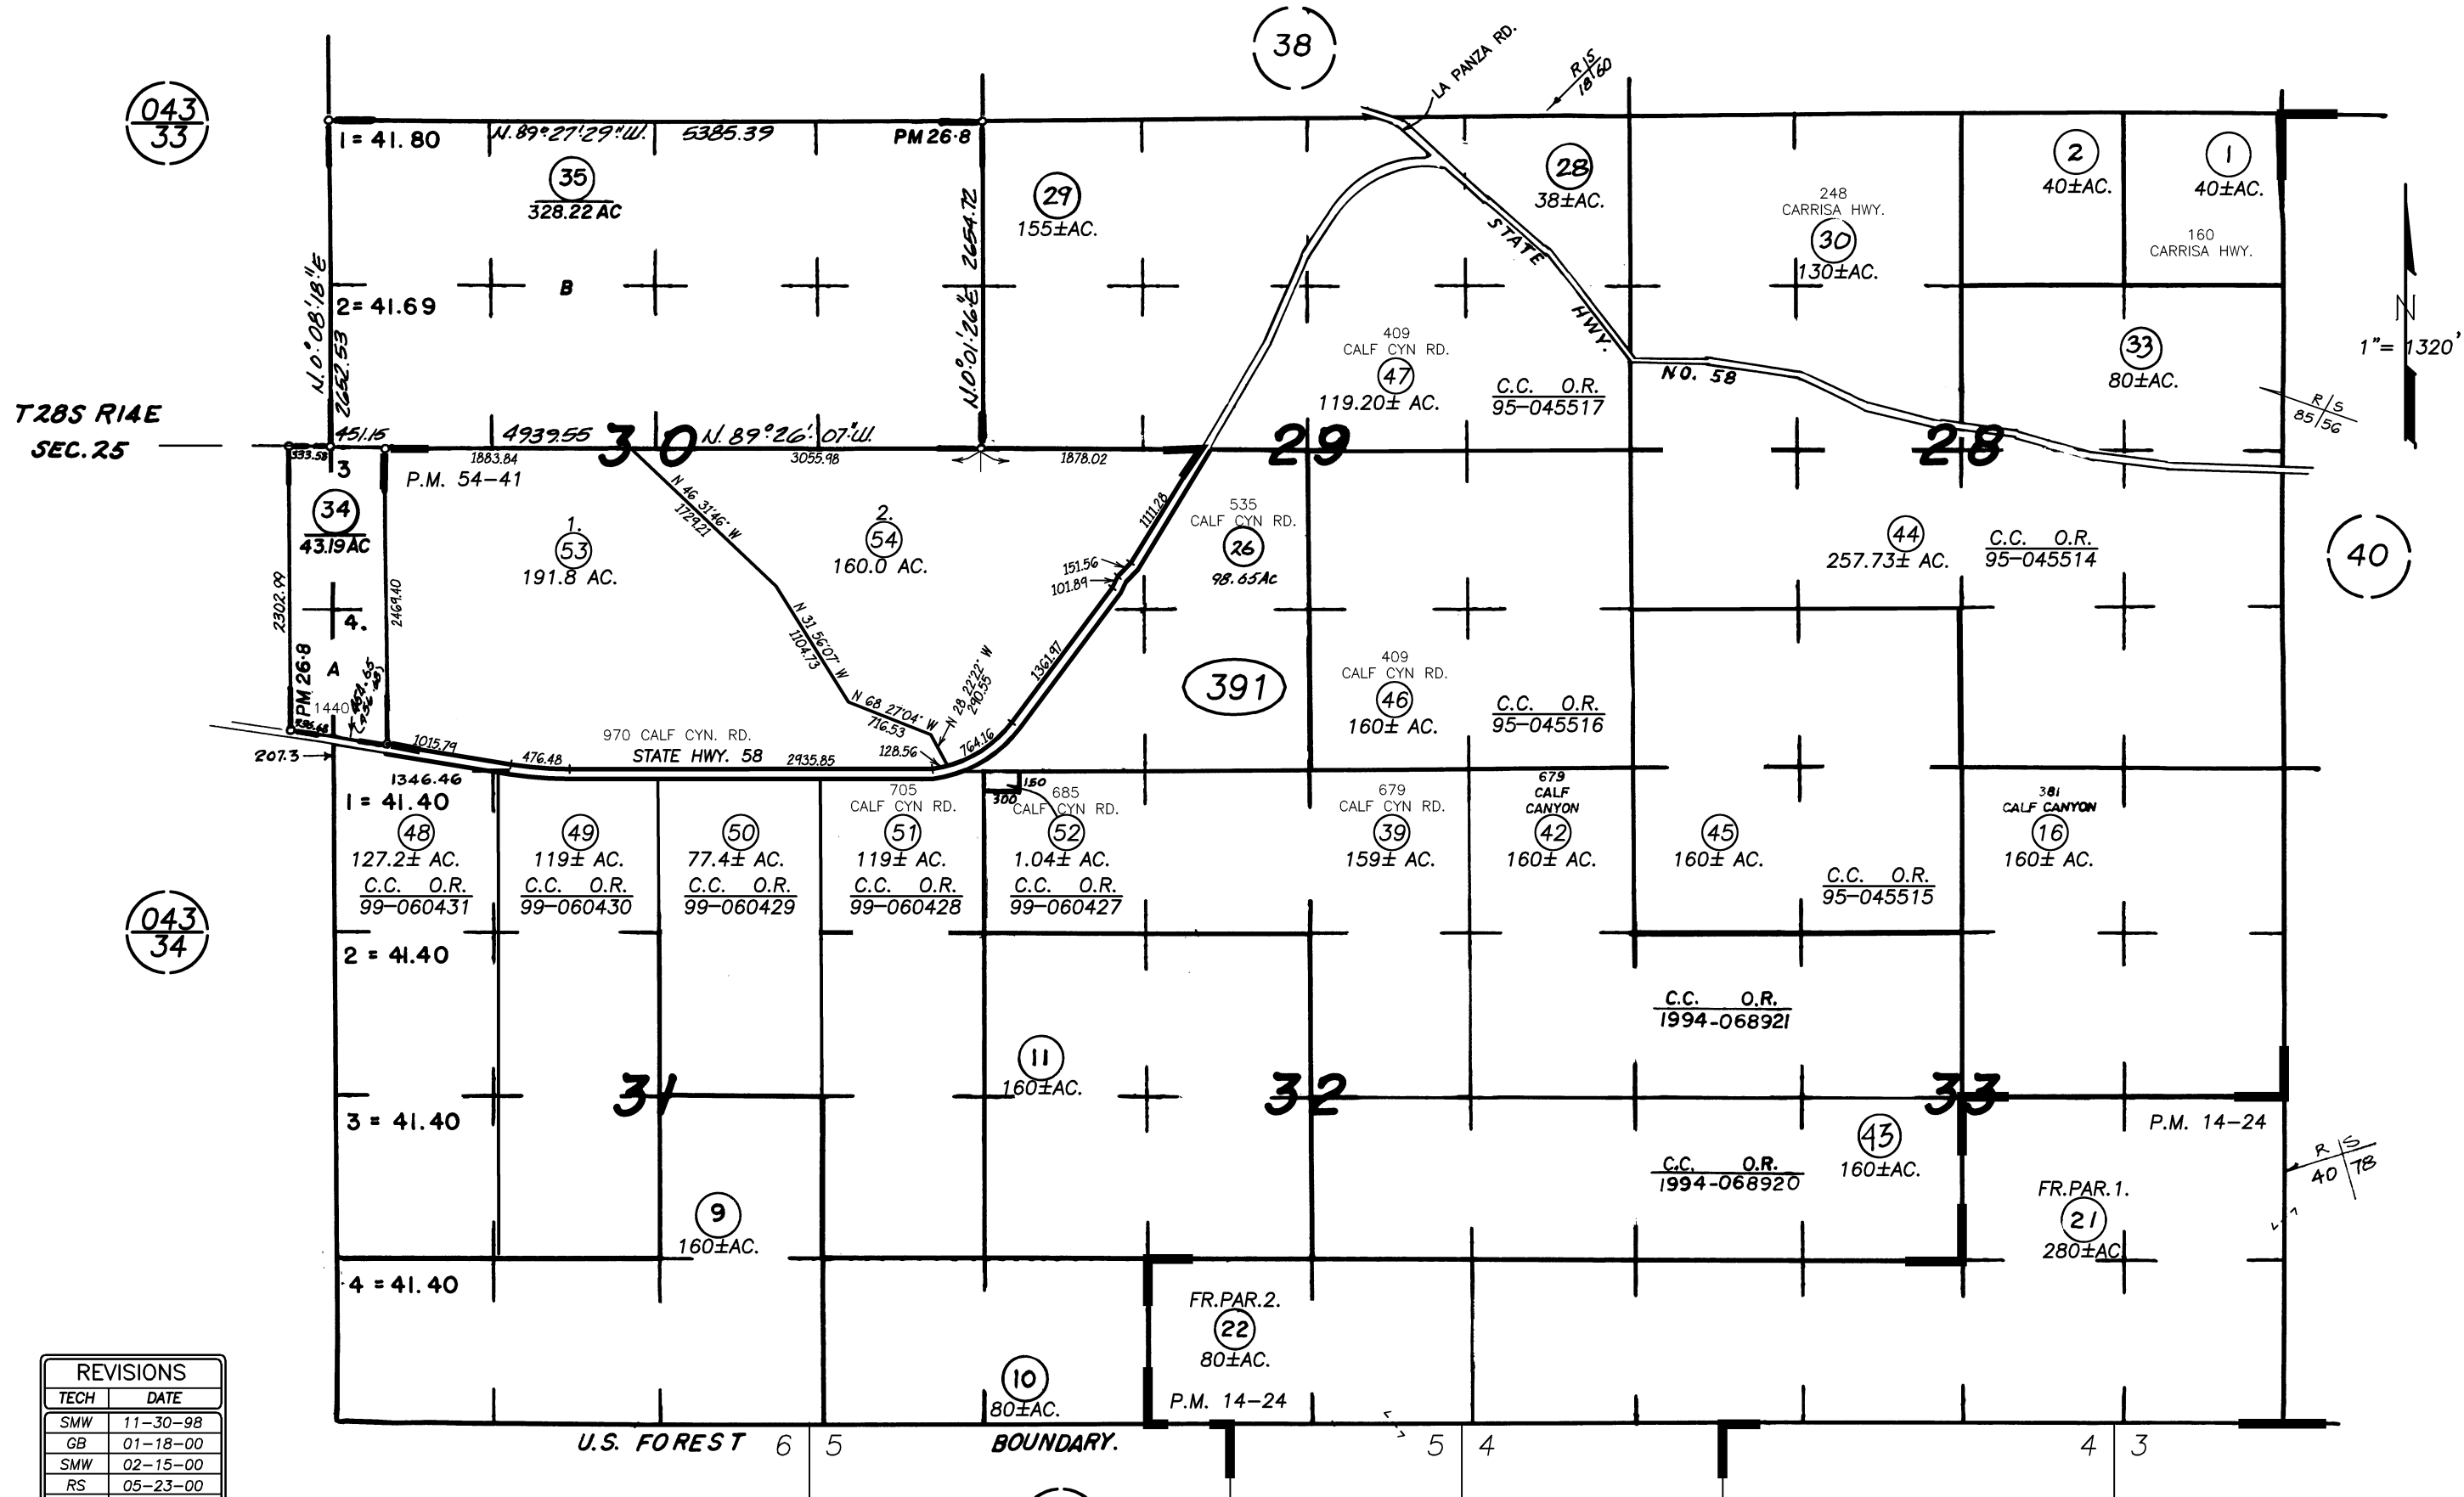 38
LA PANZA RD.
R/S
18/60
043
33
1 = 41.80
N. 89° 27' 29" W. 5385.39
PM 26·8
35
328.22 AC
29
155±AC.
28
38±AC.
248
CARRISA HWY.
30
130±AC.
2
40±AC.
1
40±AC.
160
CARRISA HWY.
N
1"= 1320'
STATE
HWY.
NO. 58
N. 0° 08' 18" E
2652.53
N. 0° 01' 26" E 2654.72
B
2 = 41.69
409
CALF CYN RD.
47
119.20± AC.
C.C. O.R.
95-045517
33
80±AC.
R/S
85/56
T28S R14E
SEC. 25
451.15
4939.55
30
N. 89° 26' 07" W.
29
28
333.58
1883.84
3055.98
1878.02
3
P.M. 54-41
34
43.19 AC
N 46 31'46" W
1729.21
1.
53
191.8 AC.
2.
54
160.0 AC.
1111.28
151.56
101.89
535
CALF CYN RD.
26
98.65 Ac
44
257.73± AC.
C.C. O.R.
95-045514
40
2302.99
4.
2469.40
N 31 56'07" W
1104.73
1361.97
A
PM 26·8
1440
391
409
CALF CYN RD.
46
160± AC.
C.C. O.R.
95-045516
N 68 27'04" W
716.53
N 28 22'22" W
290.55
764.16
128.56
207.3
1015.79
476.48
970 CALF CYN. RD.
STATE HWY. 58
2935.85
1346.46
1 = 41.40
48
127.2± AC.
C.C. O.R.
99-060431
49
119± AC.
C.C. O.R.
99-060430
50
77.4± AC.
C.C. O.R.
99-060429
705
CALF CYN RD.
51
119± AC.
C.C. O.R.
99-060428
150
300
685
CALF CYN RD.
52
1.04± AC.
C.C. O.R.
99-060427
679
CALF CYN RD.
39
159± AC.
679
CALF
CANYON
42
160± AC.
45
160± AC.
C.C. O.R.
95-045515
381
CALF CANYON
16
160± AC.
043
34
2 = 41.40
C.C. O.R.
1994-068921
11
160±AC.
31
32
33
3 = 41.40
P.M. 14-24
43
160±AC.
C.C. O.R.
1994-068920
R/S
40/78
9
160±AC.
FR.PAR.1.
21
280±AC
4 = 41.40
FR.PAR.2.
22
80±AC.
10
80±AC.
P.M. 14-24
U.S. FOREST
6 5
BOUNDARY.
5 4
4 3
REVISIONS
TECH DATE
SMW 11-30-98
GB 01-18-00
SMW 02-15-00
RS 05-23-00